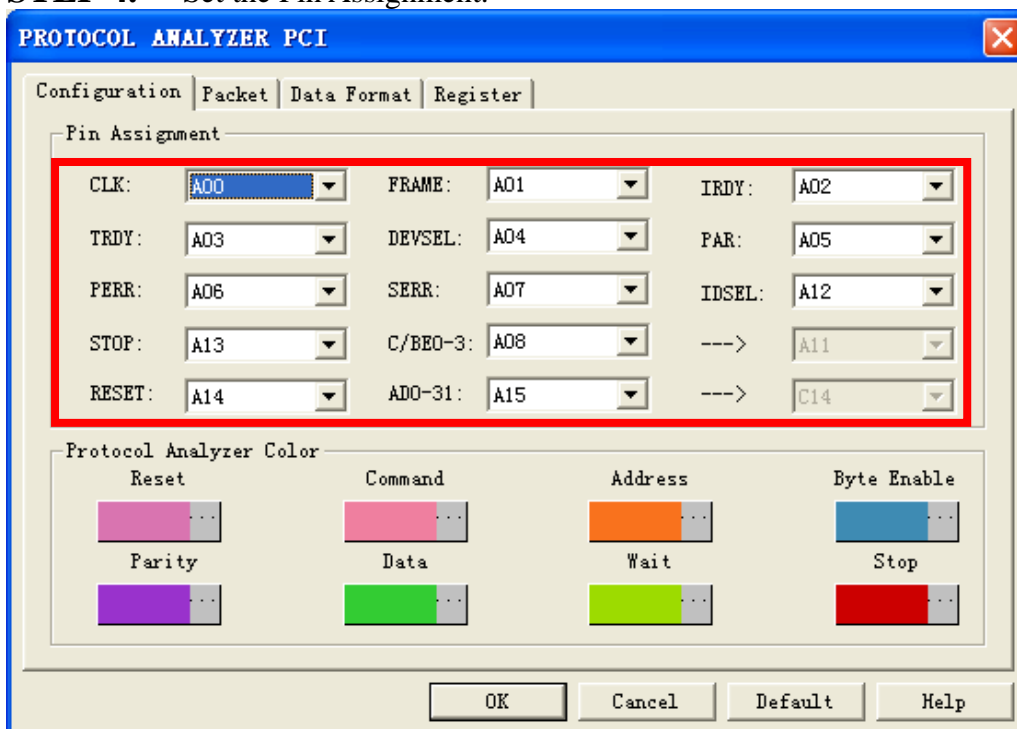 STEP 4. Set the Pin Assignment.
PROTOCOL ANALYZER PCI
Configuration Packet Data Format Register
Pin Assignment
CLK: A00 FRAME: A01 IRDY: A02
TRDY: A03 DEVSEL: A04 PAR: A05
PERR: A06 SERR: A07 IDSEL: A12
STOP: A13 C/BE0-3: A08 ---> A11
RESET: A14 AD0-31: A15 ---> C14
Protocol Analyzer Color
Reset Command Address Byte Enable
... ... ... ...
Parity Data Wait Stop
... ... ... ...
OK Cancel Default Help